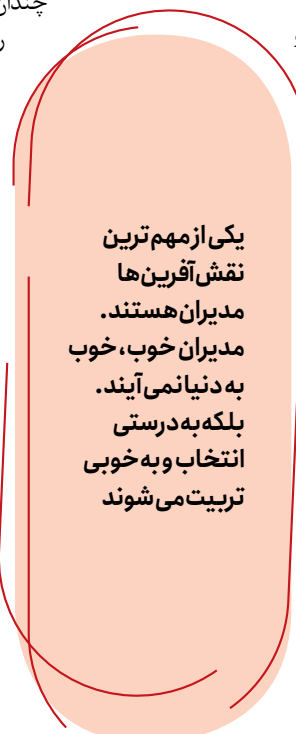 چندان
یکی از مهم‌ترین
نقش‌آفرین‌ها
مدیران هستند.
مدیران خوب، خوب
به دنیا نمی‌آیند.
بلکه به درستی
انتخاب و به خوبی
تربیت می‌شوند